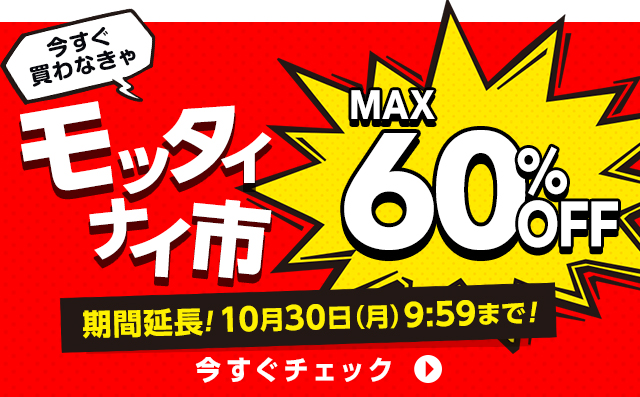 今すぐ
買わなきゃ
モッタイ
ナイ市
MAX
60%OFF
期間延長!10月30日(月)9:59まで!
今すぐチェック